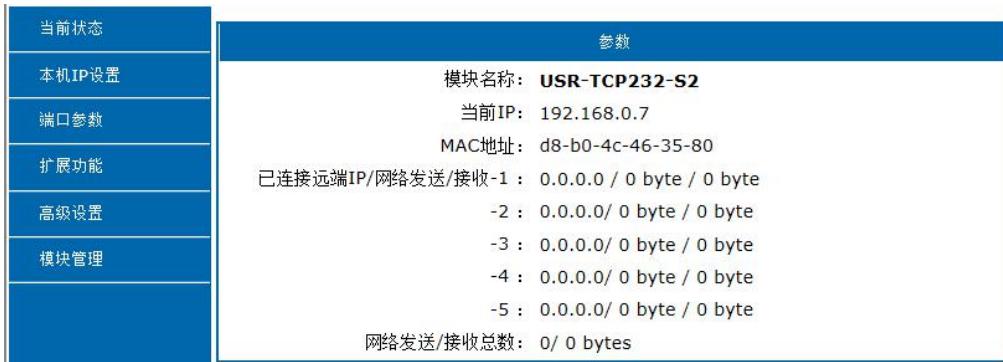 当前状态
本机IP设置
端口参数
扩展功能
高级设置
模块管理
参数
模块名称： USR-TCP232-S2
当前IP： 192.168.0.7
MAC地址： d8-b0-4c-46-35-80
已连接远端IP/网络发送/接收-1 ： 0.0.0.0 / 0 byte / 0 byte
-2 ： 0.0.0.0/ 0 byte / 0 byte
-3 ： 0.0.0.0/ 0 byte / 0 byte
-4 ： 0.0.0.0/ 0 byte / 0 byte
-5 ： 0.0.0.0/ 0 byte / 0 byte
网络发送/接收总数： 0/ 0 bytes